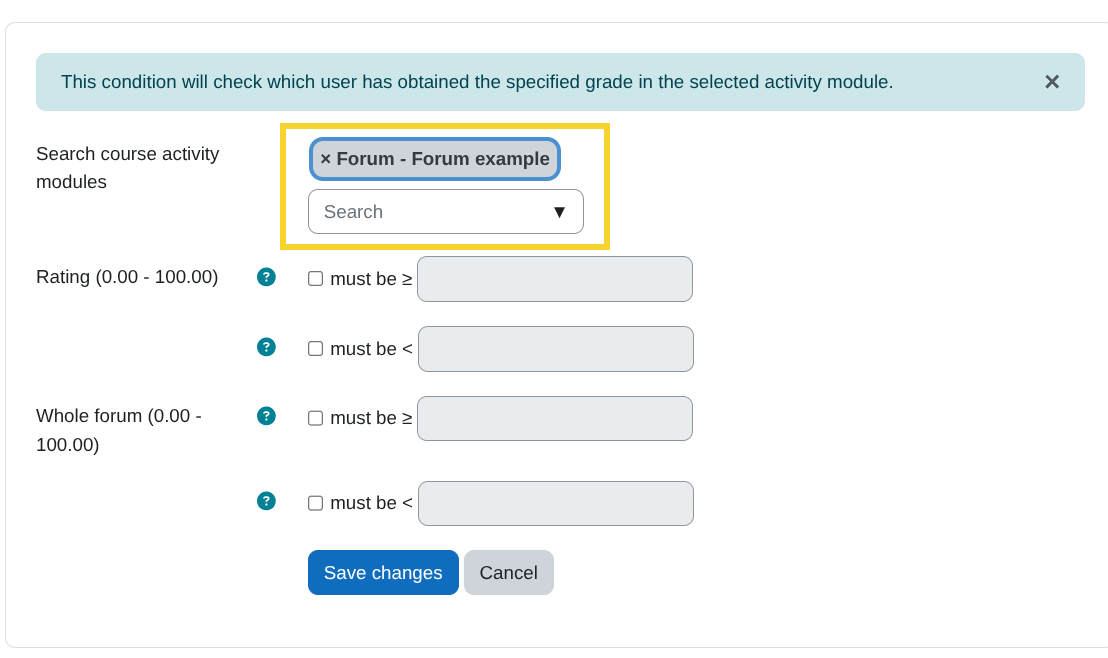 This condition will check which user has obtained the specified grade in the selected activity module. ×
Search course activity
modules
× Forum - Forum example
Search ▼
Rating (0.00 - 100.00) ? must be ≥
? must be <
Whole forum (0.00 -
100.00)
? must be ≥
? must be <
Save changes Cancel